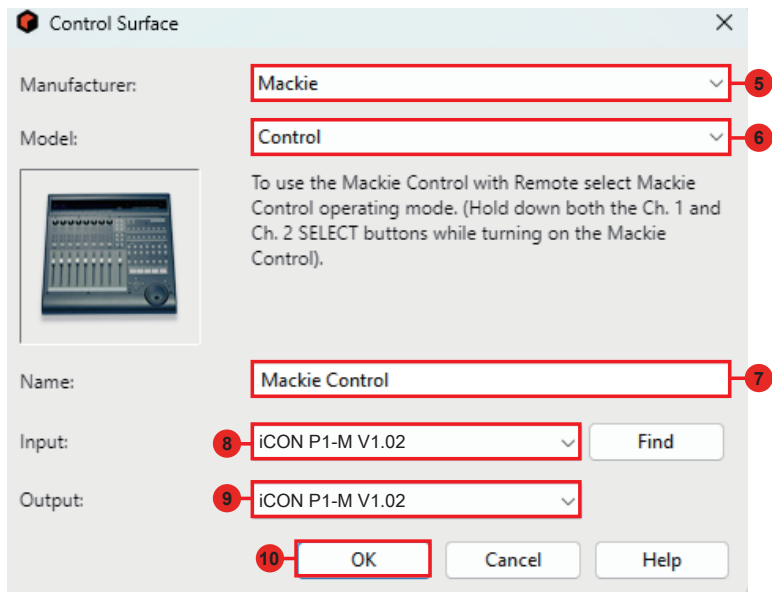 Control Surface
Manufacturer:
Mackie
5
Model:
Control
6
To use the Mackie Control with Remote select Mackie
Control operating mode. (Hold down both the Ch. 1 and
Ch. 2 SELECT buttons while turning on the Mackie
Control).
Name:
Mackie Control
7
Input:
8
iCON P1-M V1.02
Find
Output:
9
iCON P1-M V1.02
10
OK
Cancel
Help